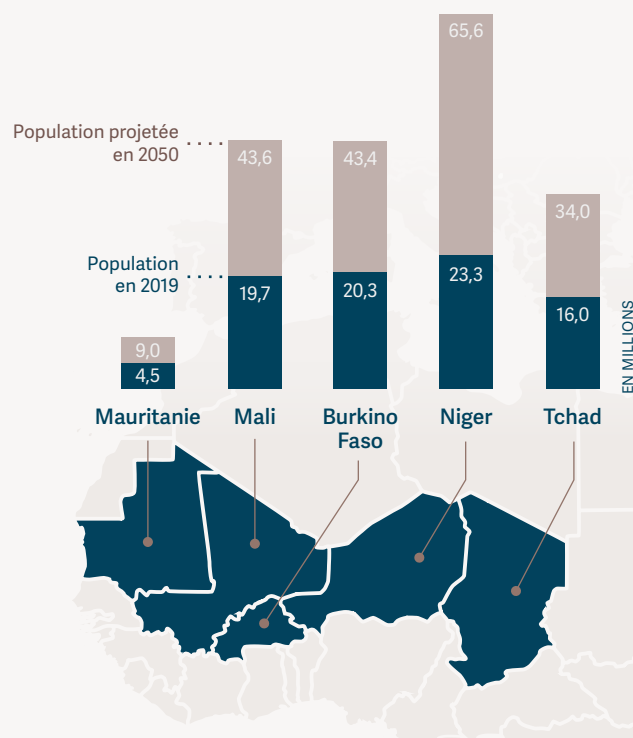 65,6
Population projetée
en 2050
43,6
43,4
34,0
Population
en 2019
19,7
20,3
23,3
16,0
9,0
4,5
EN MILLIONS
Mauritanie
Mali
Burkino
Faso
Niger
Tchad